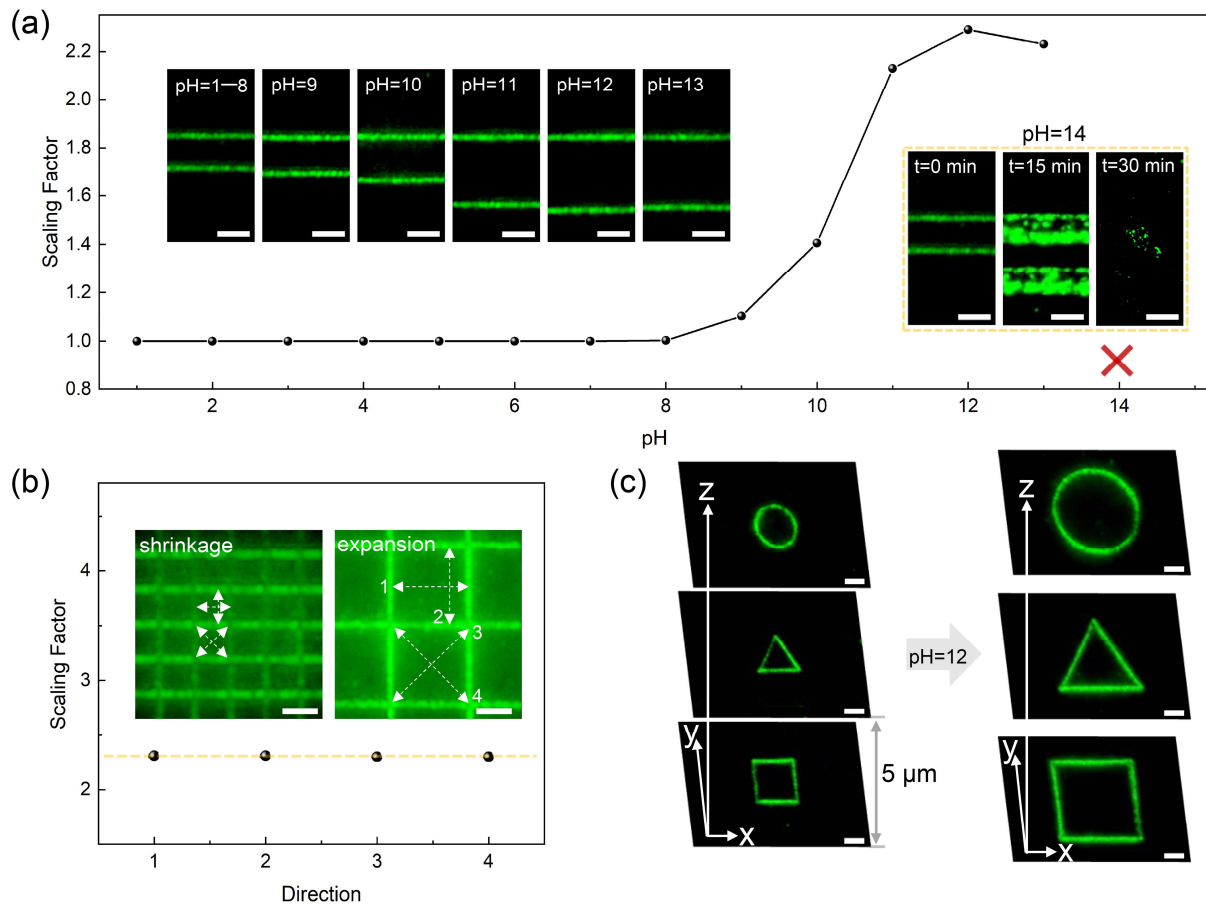 (a)
Scaling Factor
2.2
2.0
1.8
1.6
1.4
1.2
1.0
0.8
pH=1—8
pH=9
pH=10
pH=11
pH=12
pH=13
pH=14
t=0 min
t=15 min
t=30 min
2
4
6
8
10
12
14
pH
(b)
Scaling Factor
4
3
2
shrinkage
expansion
1
2
3
4
1
2
3
4
Direction
(c)
z
y
x
5 µm
pH=12
z
y
x